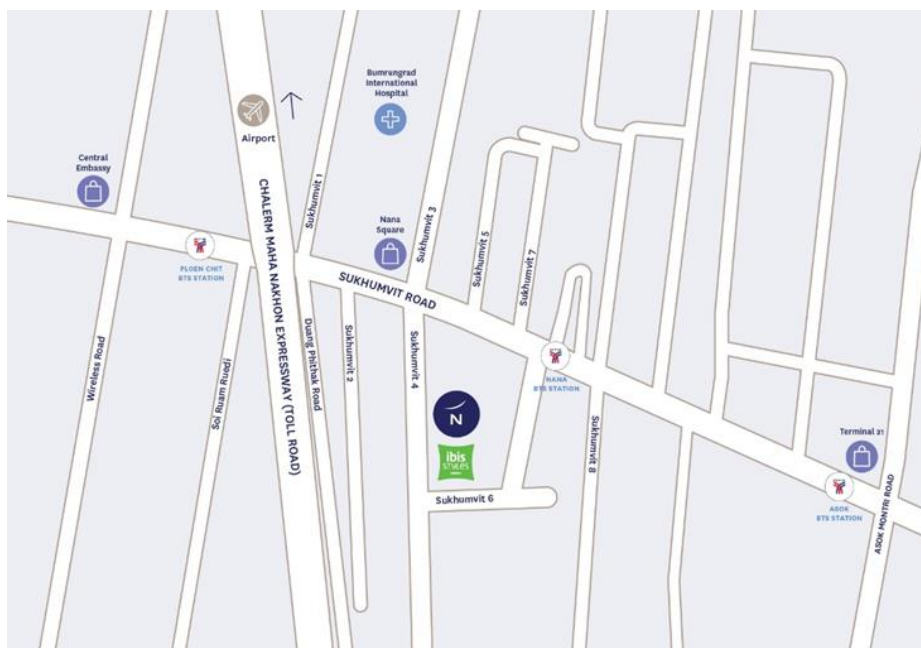 Bumrungrad
International
Hospital
Airport
Central
Embassy
Sukhumvit 1
Nana
Square
Sukhumvit 3
Sukhumvit 5
Sukhumvit 7
PLOEN CHIT
BTS STATION
SUKHUMVIT ROAD
CHALERM MAHA NAKHON EXPRESSWAY (TOLL ROAD)
Duang Phithak Road
Sukhumvit 2
Sukhumvit 4
Wireless Road
Soi Ruam Ruedi
N
ibis
STYLES
NANA
BTS STATION
Sukhumvit 8
Sukhumvit 6
Terminal 21
ASOK
BTS STATION
ASOK MONTRI ROAD